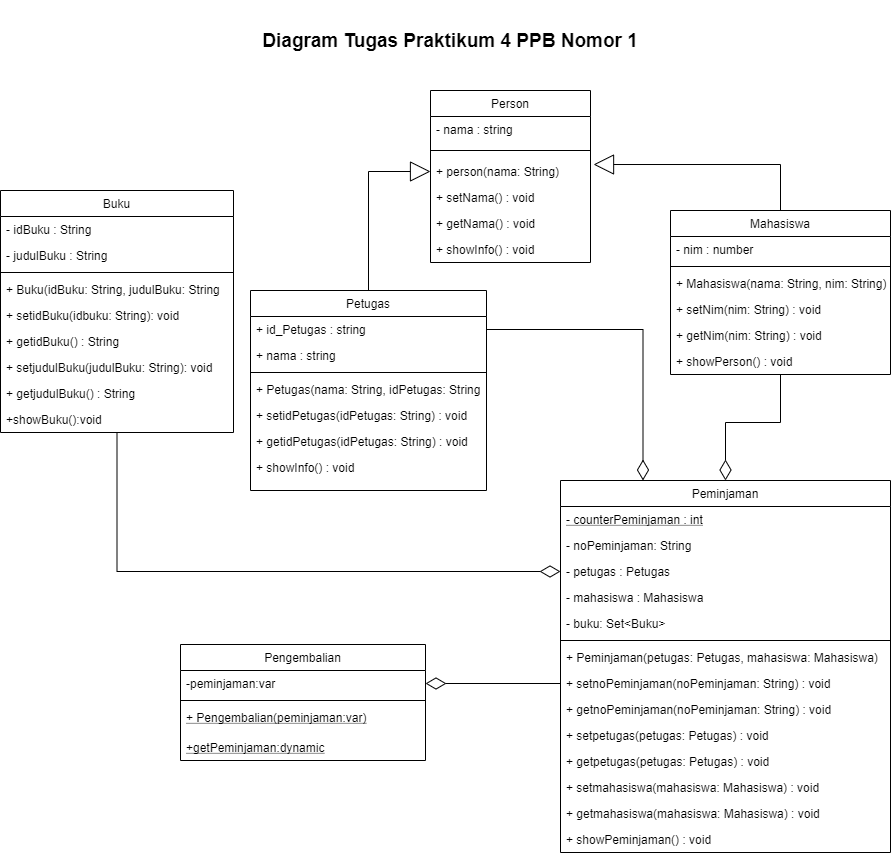 Diagram Tugas Praktikum 4 PPB Nomor 1
Person
- nama : string
+ person(nama: String)
+ setNama() : void
+ getNama() : void
+ showInfo() : void
Buku
- idBuku : String
- judulBuku : String
+ Buku(idBuku: String, judulBuku: String
+ setidBuku(idbuku: String): void
+ getidBuku() : String
+ setjudulBuku(judulBuku: String): void
+ getjudulBuku() : String
+showBuku():void
Mahasiswa
- nim : number
+ Mahasiswa(nama: String, nim: String)
+ setNim(nim: String) : void
+ getNim(nim: String) : void
+ showPerson() : void
Petugas
+ id_Petugas : string
+ nama : string
+ Petugas(nama: String, idPetugas: String
+ setidPetugas(idPetugas: String) : void
+ getidPetugas(idPetugas: String) : void
+ showInfo() : void
Peminjaman
- counterPeminjaman : int
- noPeminjaman: String
- petugas : Petugas
- mahasiswa : Mahasiswa
- buku: Set<Buku>
+ Peminjaman(petugas: Petugas, mahasiswa: Mahasiswa)
+ setnoPeminjaman(noPeminjaman: String) : void
+ getnoPeminjaman(noPeminjaman: String) : void
+ setpetugas(petugas: Petugas) : void
+ getpetugas(petugas: Petugas) : void
+ setmahasiswa(mahasiswa: Mahasiswa) : void
+ getmahasiswa(mahasiswa: Mahasiswa) : void
+ showPeminjaman() : void
Pengembalian
-peminjaman:var
+ Pengembalian(peminjaman:var)
+getPeminjaman:dynamic